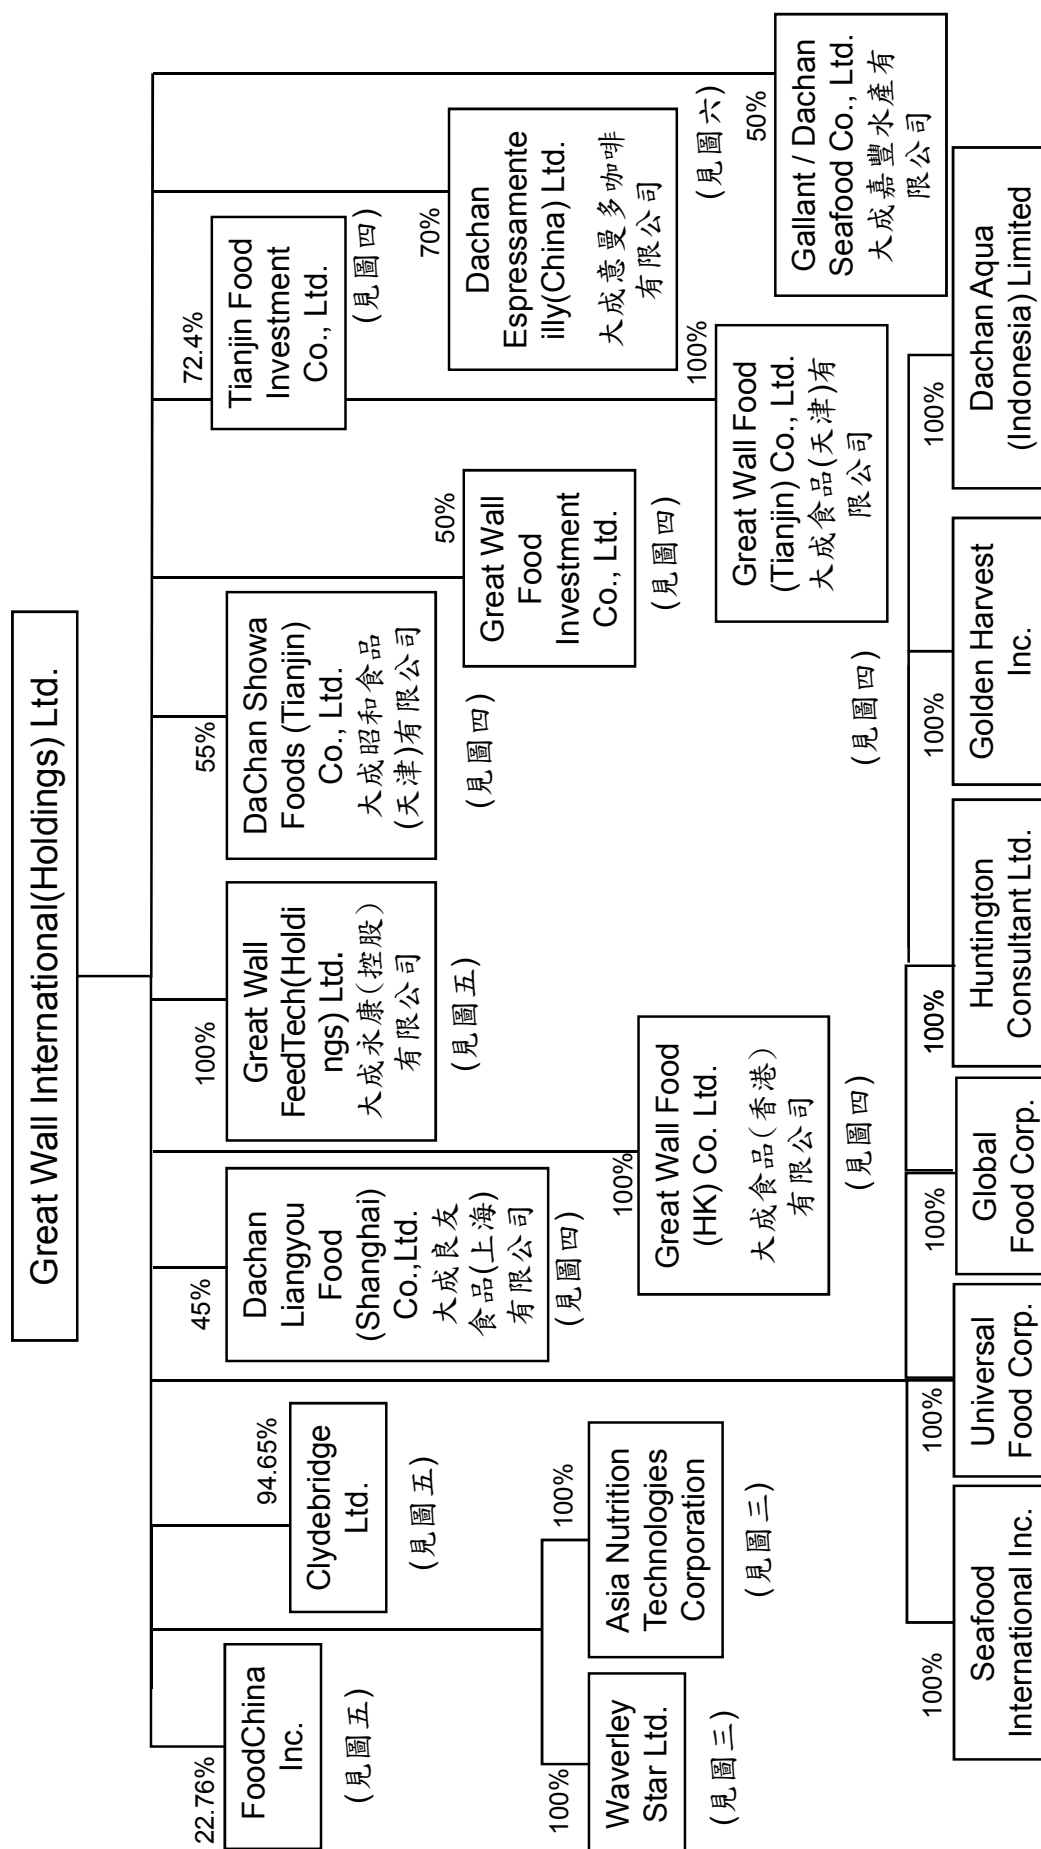 Great Wall International(Holdings) Ltd.
22.76%
FoodChina
Inc.
(見圖五)
94.65%
Clydebridge
Ltd.
(見圖五)
45%
Dachan
Liangyou
Food
(Shanghai)
Co.,Ltd.
大成良友
食品(上海)
有限公司
(見圖四)
100%
Great Wall
FeedTech(Holdi
ngs) Ltd.
大成永康(控股)
有限公司
(見圖五)
55%
DaChan Showa
Foods (Tianjin)
Co., Ltd.
大成昭和食品
(天津)有限公司
(見圖四)
72.4%
Tianjin Food
Investment
Co., Ltd.
(見圖四)
50%
Great Wall
Food
Investment
Co., Ltd.
(見圖四)
70%
Dachan
Espressamente
illy(China) Ltd.
大成意曼多咖啡
有限公司
(見圖六)
100%
Waverley
Star Ltd.
(見圖三)
100%
Asia Nutrition
Technologies
Corporation
(見圖三)
100%
Great Wall Food
(HK) Co. Ltd.
大成食品(香港)
有限公司
(見圖四)
100%
Great Wall Food
(Tianjin) Co., Ltd.
大成食品(天津)有
限公司
(見圖四)
50%
Gallant / Dachan
Seafood Co., Ltd.
大成嘉豐水產有
限公司
100%
Seafood
International Inc.
100%
Universal
Food Corp.
100%
Global
Food Corp.
100%
Huntington
Consultant Ltd.
100%
Golden Harvest
Inc.
100%
Dachan Aqua
(Indonesia) Limited